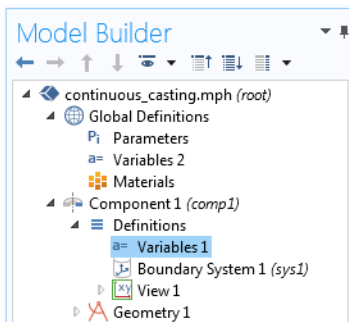 Model Builder
continuous_casting.mph (root)
Global Definitions
Pi Parameters
a= Variables 2
Materials
Component 1 (comp1)
Definitions
a= Variables 1
Boundary System 1 (sys1)
xy View 1
Geometry 1